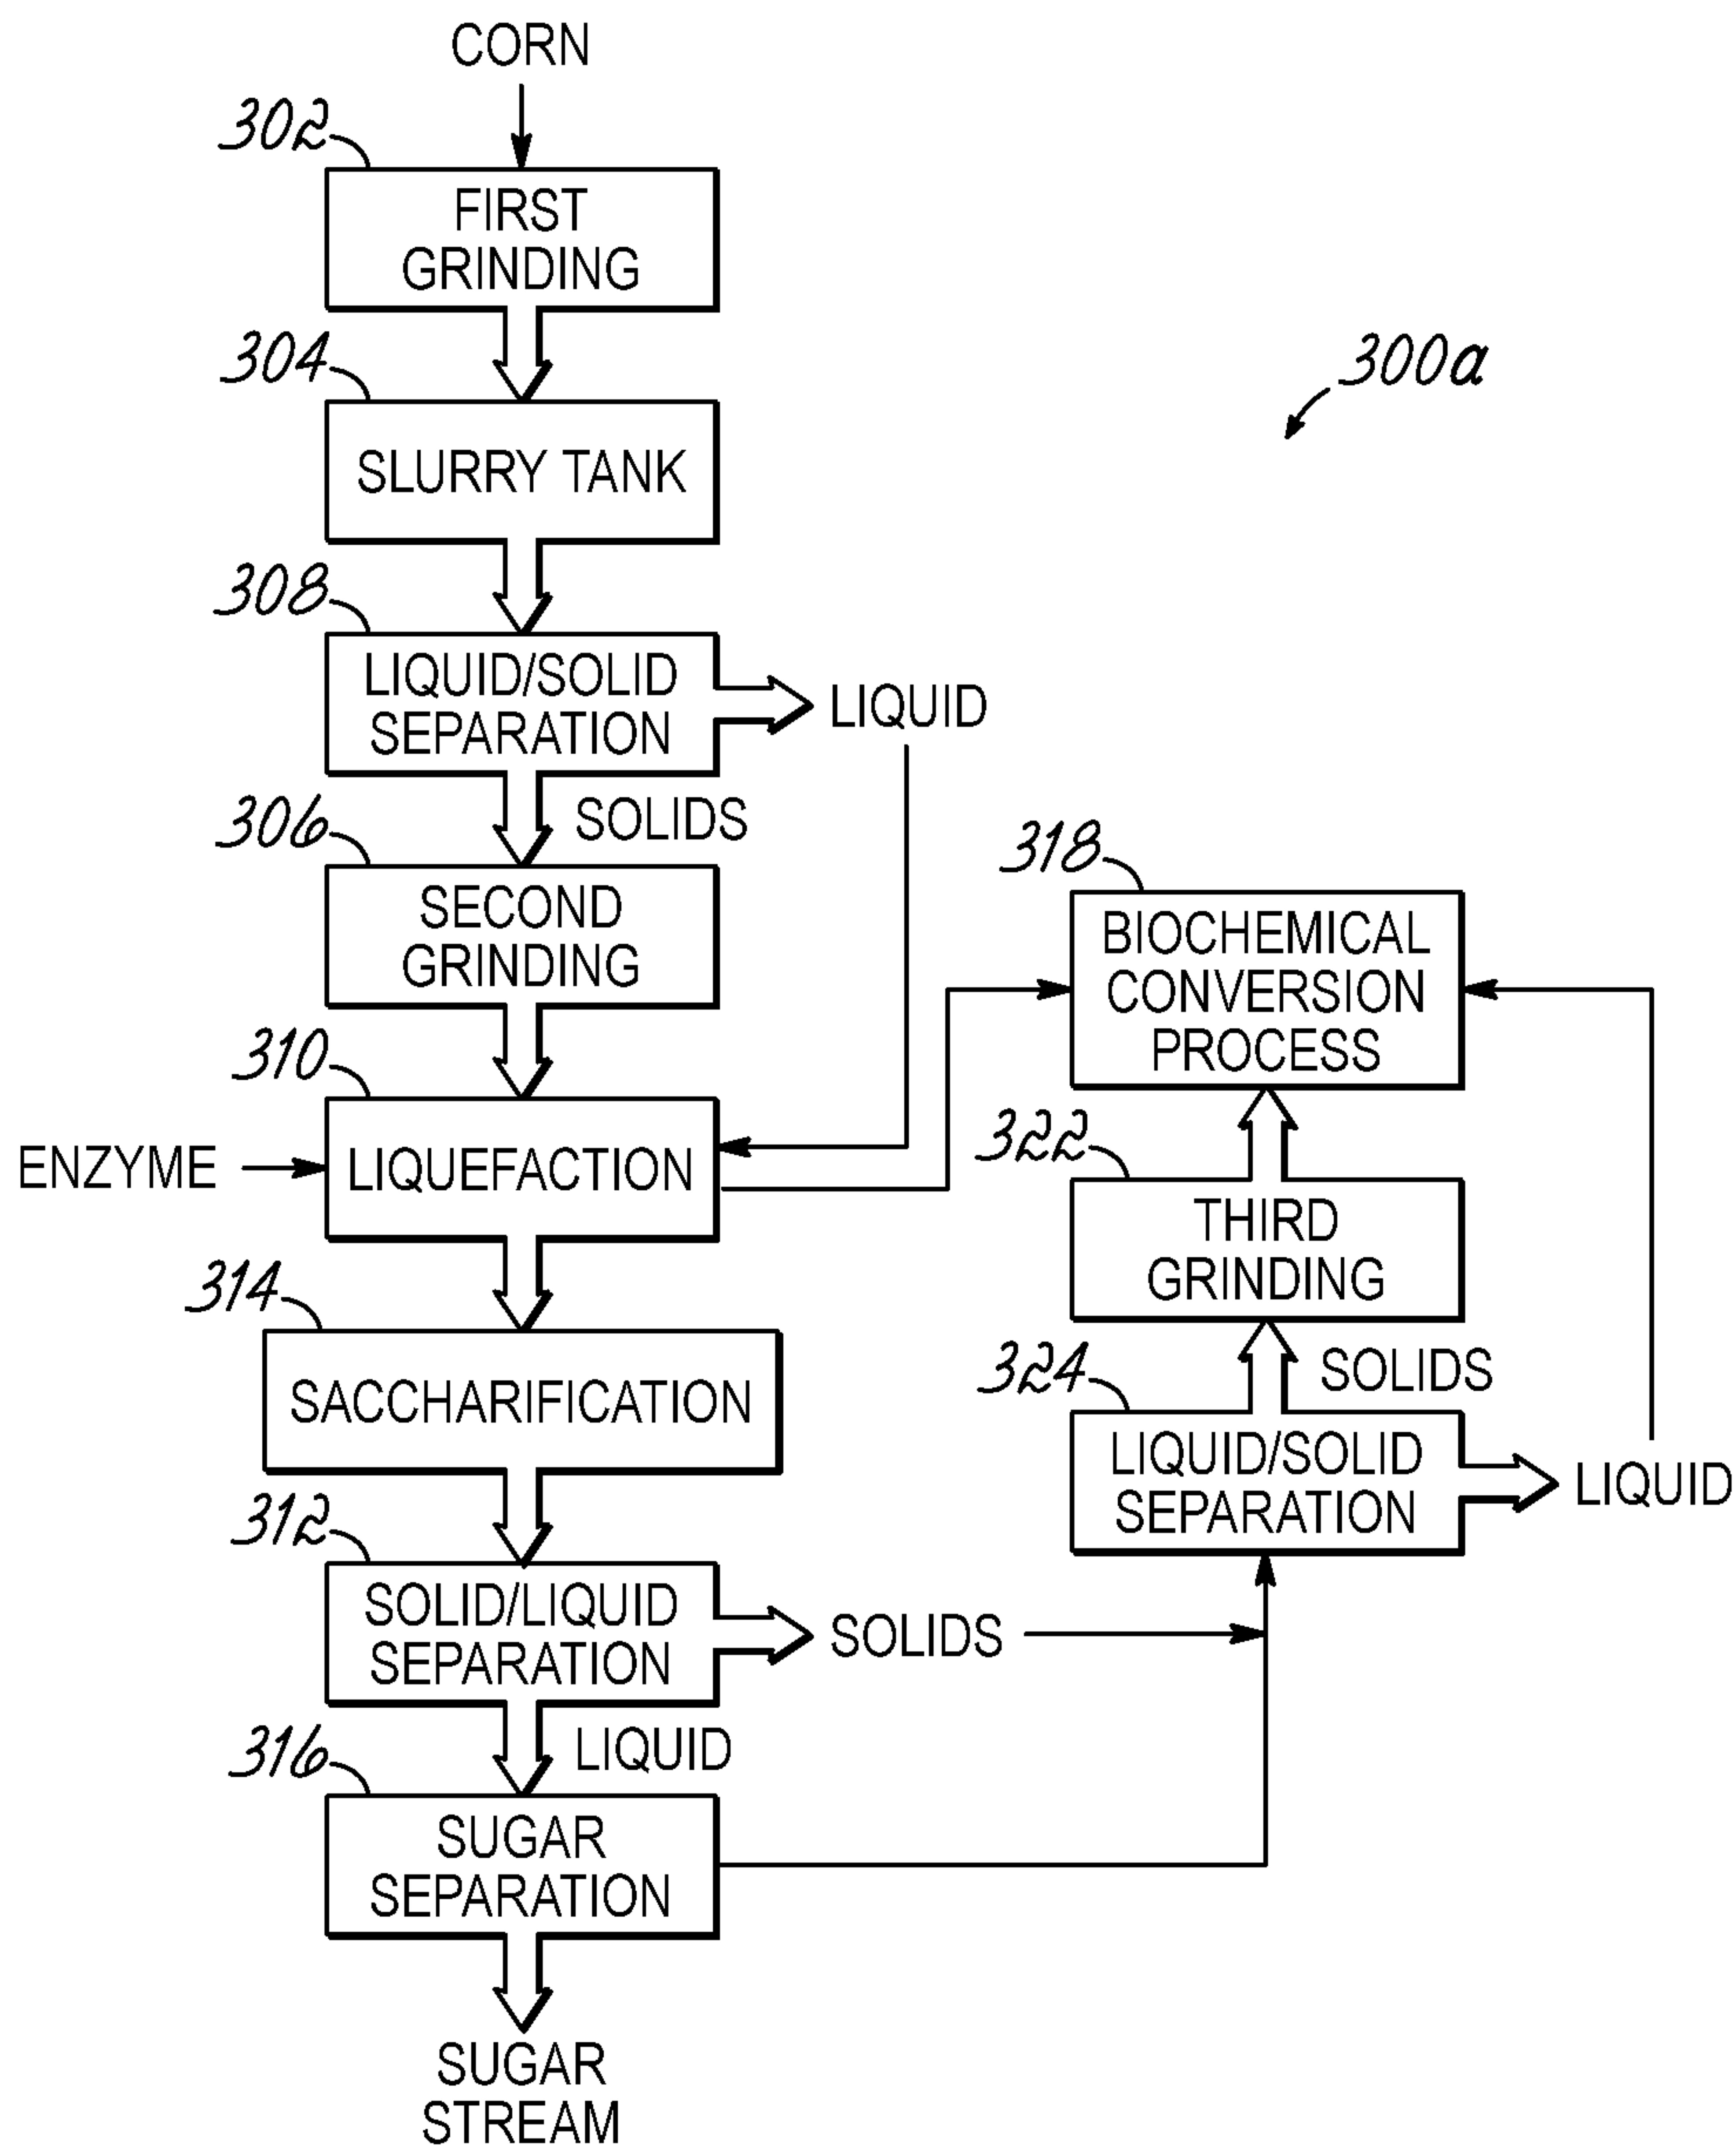 CORN
302
FIRST
GRINDING
304
SLURRY TANK
300a
308
LIQUID/SOLID
SEPARATION
LIQUID
SOLIDS
306
SECOND
GRINDING
310
ENZYME
LIQUEFACTION
314
SACCHARIFICATION
312
SOLID/LIQUID
SEPARATION
SOLIDS
LIQUID
316
SUGAR
SEPARATION
SUGAR
STREAM
318
BIOCHEMICAL
CONVERSION
PROCESS
322
THIRD
GRINDING
SOLIDS
324
LIQUID/SOLID
SEPARATION
LIQUID